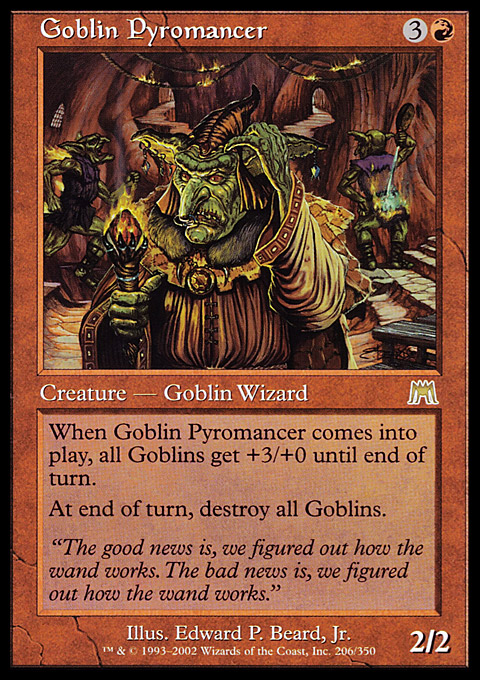 Goblin Pyromancer 3
Creature — Goblin Wizard
When Goblin Pyromancer comes into
play, all Goblins get +3/+0 until end of
turn.
At end of turn, destroy all Goblins.
“The good news is, we figured out how the
wand works. The bad news is, we figured
out how the wand works.”
Illus. Edward P. Beard, Jr.
2/2
™ & © 1993–2002 Wizards of the Coast, Inc. 206/350